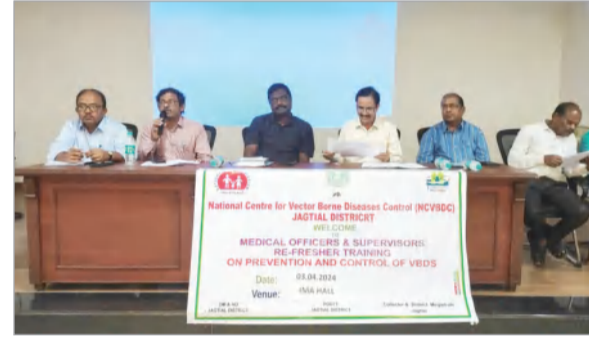 National Centre for Vector Borne Diseases Control (NCVBDC)
JAGTIAL DISTRICRT
WELCOME
TO
MEDICAL OFFICERS & SUPERVISORS
RE-FRESHER TRAINING
ON PREVENTION AND CONTROL OF VBDS
Date: 03.04.2024
Venue: IMA HALL
JAGTIAL DISTRICT
JAGTIAL DISTRICT
Collector & District Magistrate